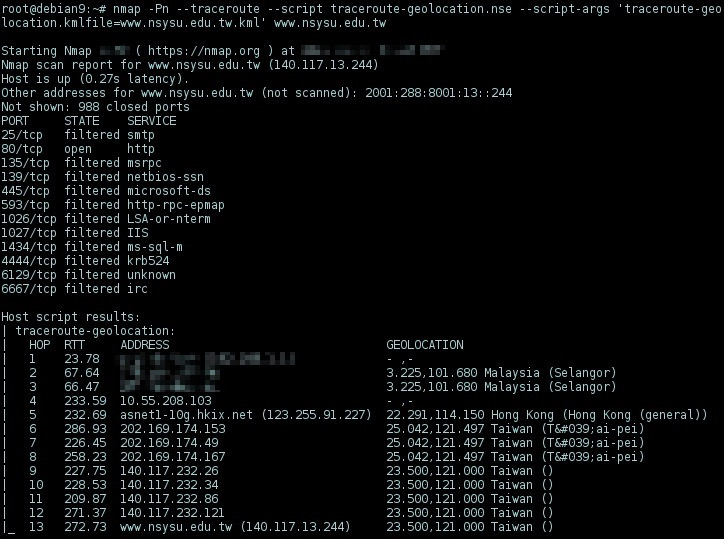 root@debian9:~# nmap -Pn --traceroute --script traceroute-geolocation.nse --script-args 'traceroute-geo
location.kmlfile=www.nsysu.edu.tw.kml' www.nsysu.edu.tw
Starting Nmap ( https://nmap.org ) at
Nmap scan report for www.nsysu.edu.tw (140.117.13.244)
Host is up (0.27s latency).
Other addresses for www.nsysu.edu.tw (not scanned): 2001:288:8001:13::244
Not shown: 988 closed ports
PORT     STATE    SERVICE
25/tcp   filtered smtp
80/tcp   open     http
135/tcp  filtered msrpc
139/tcp  filtered netbios-ssn
445/tcp  filtered microsoft-ds
593/tcp  filtered http-rpc-epmap
1026/tcp filtered LSA-or-nterm
1027/tcp filtered IIS
1434/tcp filtered ms-sql-m
4444/tcp filtered krb524
6129/tcp filtered unknown
6667/tcp filtered irc
Host script results:
| traceroute-geolocation:
|   HOP  RTT     ADDRESS                               GEOLOCATION
|   1    23.78                                         - ,-
|   2    67.64                                         3.225,101.680 Malaysia (Selangor)
|   3    66.47                                         3.225,101.680 Malaysia (Selangor)
|   4    233.59  10.55.208.103                         - ,-
|   5    232.69  asnet1-10g.hkix.net (123.255.91.227)  22.291,114.150 Hong Kong (Hong Kong (general))
|   6    286.93  202.169.174.153                       25.042,121.497 Taiwan (T&#039;ai-pei)
|   7    226.45  202.169.174.49                        25.042,121.497 Taiwan (T&#039;ai-pei)
|   8    258.23  202.169.174.167                       25.042,121.497 Taiwan (T&#039;ai-pei)
|   9    227.75  140.117.232.26                        23.500,121.000 Taiwan ()
|   10   228.53  140.117.232.34                        23.500,121.000 Taiwan ()
|   11   209.87  140.117.232.86                        23.500,121.000 Taiwan ()
|   12   271.37  140.117.232.121                       23.500,121.000 Taiwan ()
|_  13   272.73  www.nsysu.edu.tw (140.117.13.244)     23.500,121.000 Taiwan ()